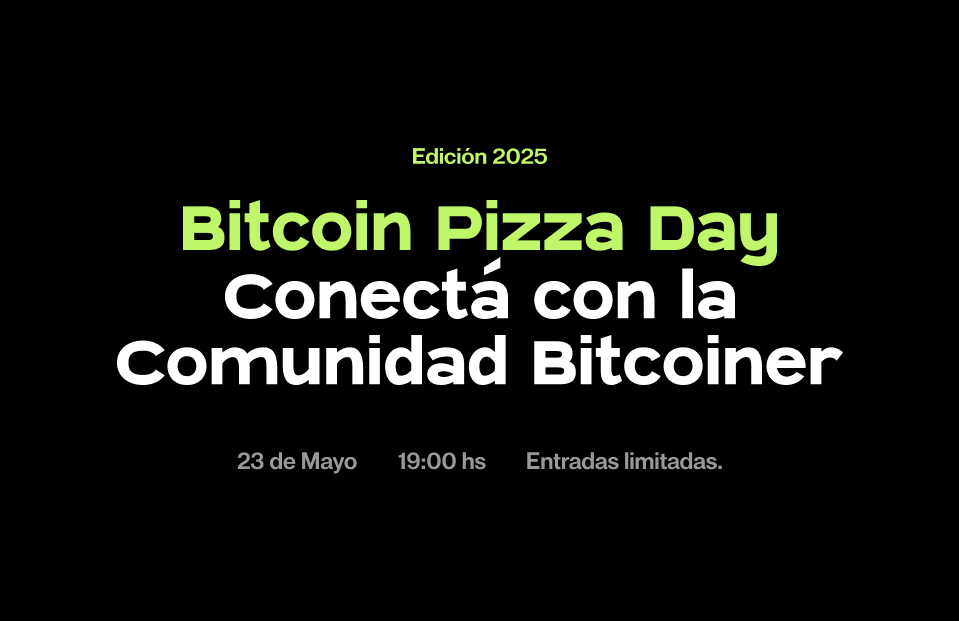 Edición 2025
Bitcoin Pizza Day
Conectá con la
Comunidad Bitcoiner
23 de Mayo 19:00 hs Entradas limitadas.